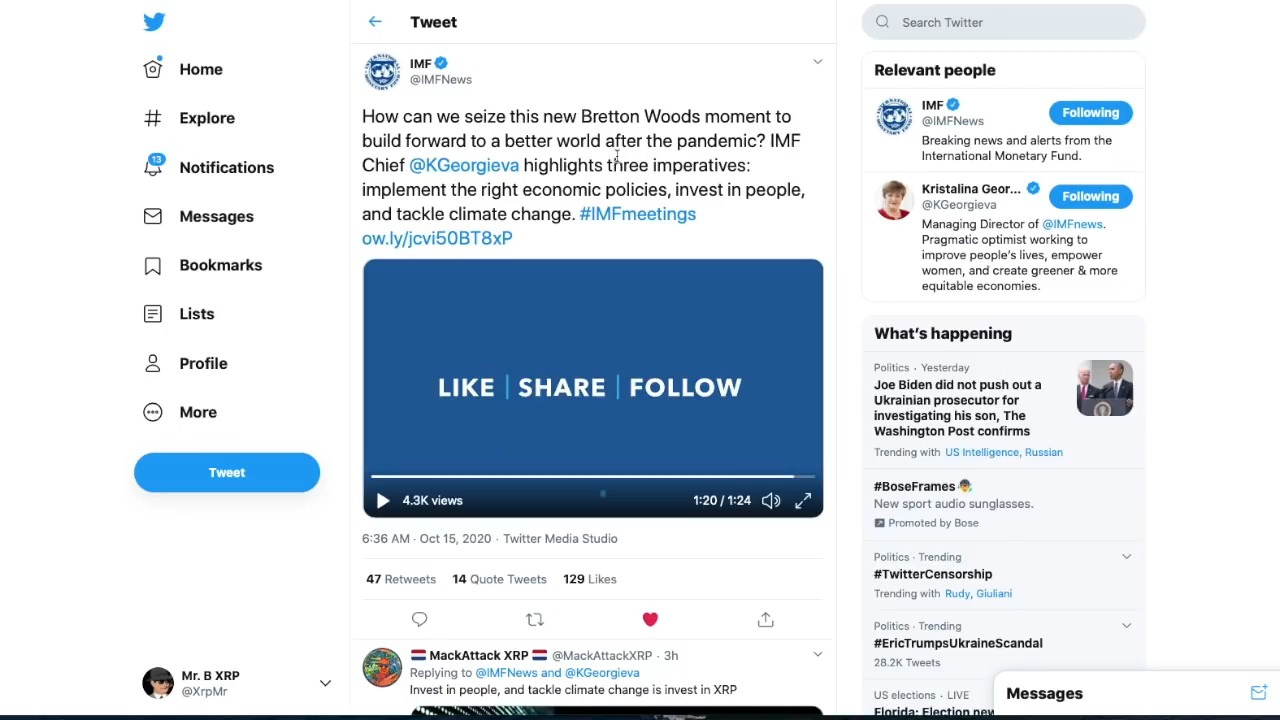 Home
Explore
13
Notifications
Messages
Bookmarks
Lists
Profile
More
Tweet
Mr. B XRP
@XrpMr
Tweet
IMF
@IMFNews
How can we seize this new Bretton Woods moment to
build forward to a better world after the pandemic? IMF
Chief @KGeorgieva highlights three imperatives:
implement the right economic policies, invest in people,
and tackle climate change. #IMFmeetings
ow.ly/jcvi50BT8xP
LIKE | SHARE | FOLLOW
4.3K views
1:20 / 1:24
6:36 AM · Oct 15, 2020 · Twitter Media Studio
47 Retweets 14 Quote Tweets 129 Likes
MackAttack XRP @MackAttackXRP · 3h
Replying to @IMFNews and @KGeorgieva
Invest in people, and tackle climate change is invest in XRP
Search Twitter
Relevant people
IMF
@IMFNews
Following
Breaking news and alerts from the
International Monetary Fund.
Kristalina Geor...
@KGeorgieva
Following
Managing Director of @IMFnews.
Pragmatic optimist working to
improve people's lives, empower
women, and create greener & more
equitable economies.
What's happening
Politics · Yesterday
Joe Biden did not push out a
Ukrainian prosecutor for
investigating his son, The
Washington Post confirms
Trending with US Intelligence, Russian
#BoseFrames
New sport audio sunglasses.
Promoted by Bose
Politics · Trending
#TwitterCensorship
Trending with Rudy, Giuliani
Politics · Trending
#EricTrumpsUkraineScandal
28.2K Tweets
US elections · LIVE
Florida: Election new
Messages